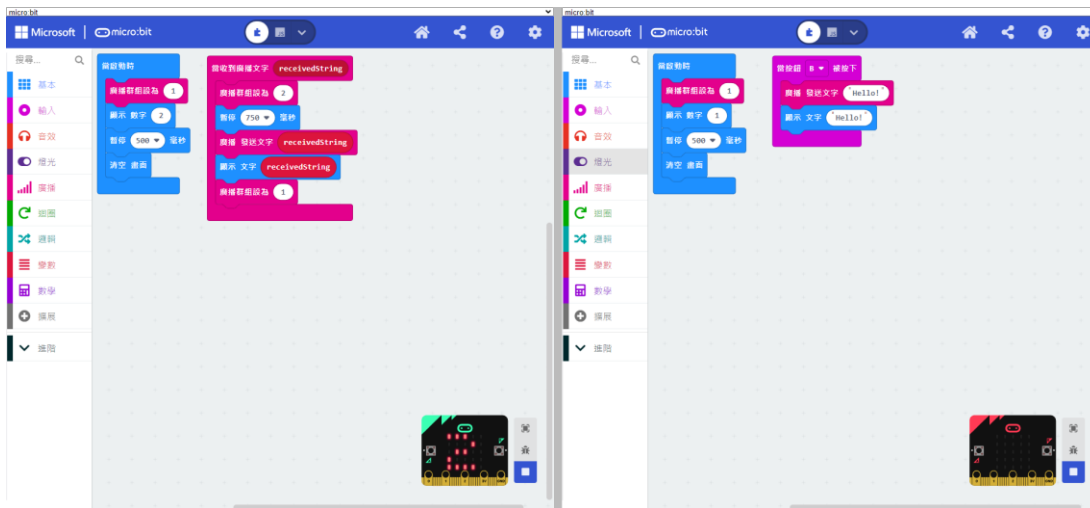 micro:bit
Microsoft micro:bit
搜尋...
基本
輸入
音效
燈光
廣播
迴圈
邏輯
變數
數學
擴展
進階
當啟動時
廣播群組設為 1
顯示 數字 2
暫停 500 毫秒
清空 畫面
當收到廣播文字 receivedString
廣播群組設為 2
暫停 750 毫秒
廣播 發送文字 receivedString
顯示 文字 receivedString
廣播群組設為 1
micro:bit
Microsoft micro:bit
搜尋...
基本
輸入
音效
燈光
廣播
迴圈
邏輯
變數
數學
擴展
進階
當啟動時
廣播群組設為 1
顯示 數字 1
暫停 500 毫秒
清空 畫面
當按鈕 B 被按下
廣播 發送文字 "Hello!"
顯示 文字 "Hello!"